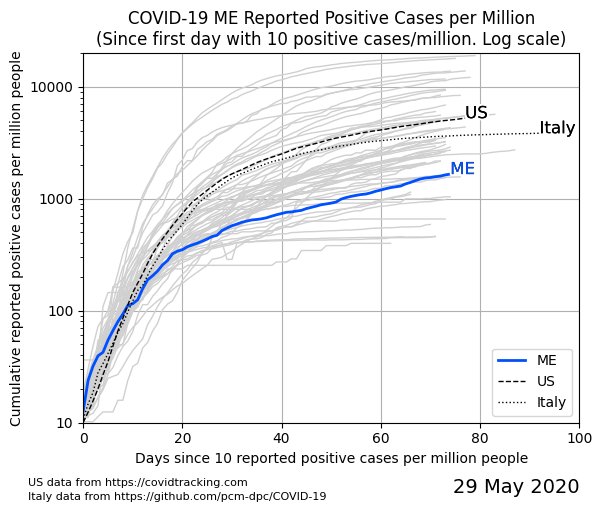 COVID-19 ME Reported Positive Cases per Million
(Since first day with 10 positive cases/million. Log scale)
Cumulative reported positive cases per million people
10000
1000
100
10
US
Italy
ME
ME
US
Italy
0 20 40 60 80 100
Days since 10 reported positive cases per million people
US data from https://covidtracking.com
Italy data from https://github.com/pcm-dpc/COVID-19
29 May 2020